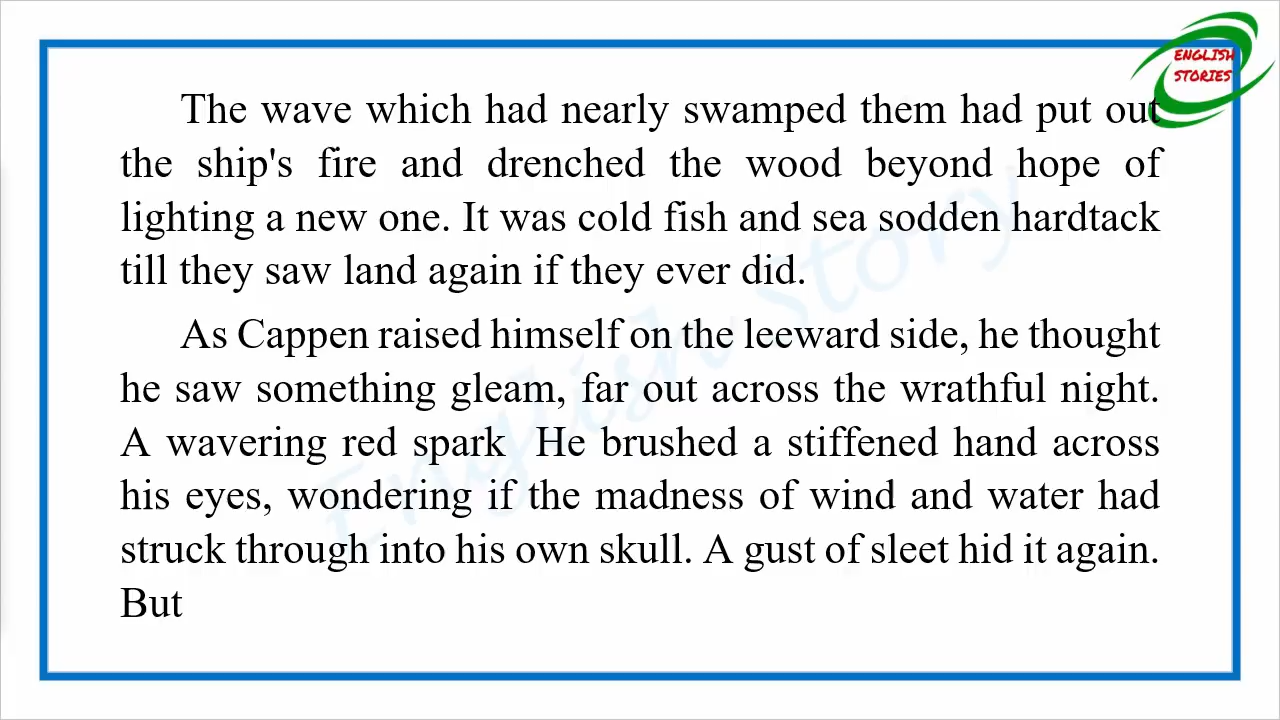 ENGLISH
STORIES
The wave which had nearly swamped them had put out
the ship's fire and drenched the wood beyond hope of
lighting a new one. It was cold fish and sea sodden hardtack
till they saw land again if they ever did.
As Cappen raised himself on the leeward side, he thought
he saw something gleam, far out across the wrathful night.
A wavering red spark  He brushed a stiffened hand across
his eyes, wondering if the madness of wind and water had
struck through into his own skull. A gust of sleet hid it again.
But
English Story